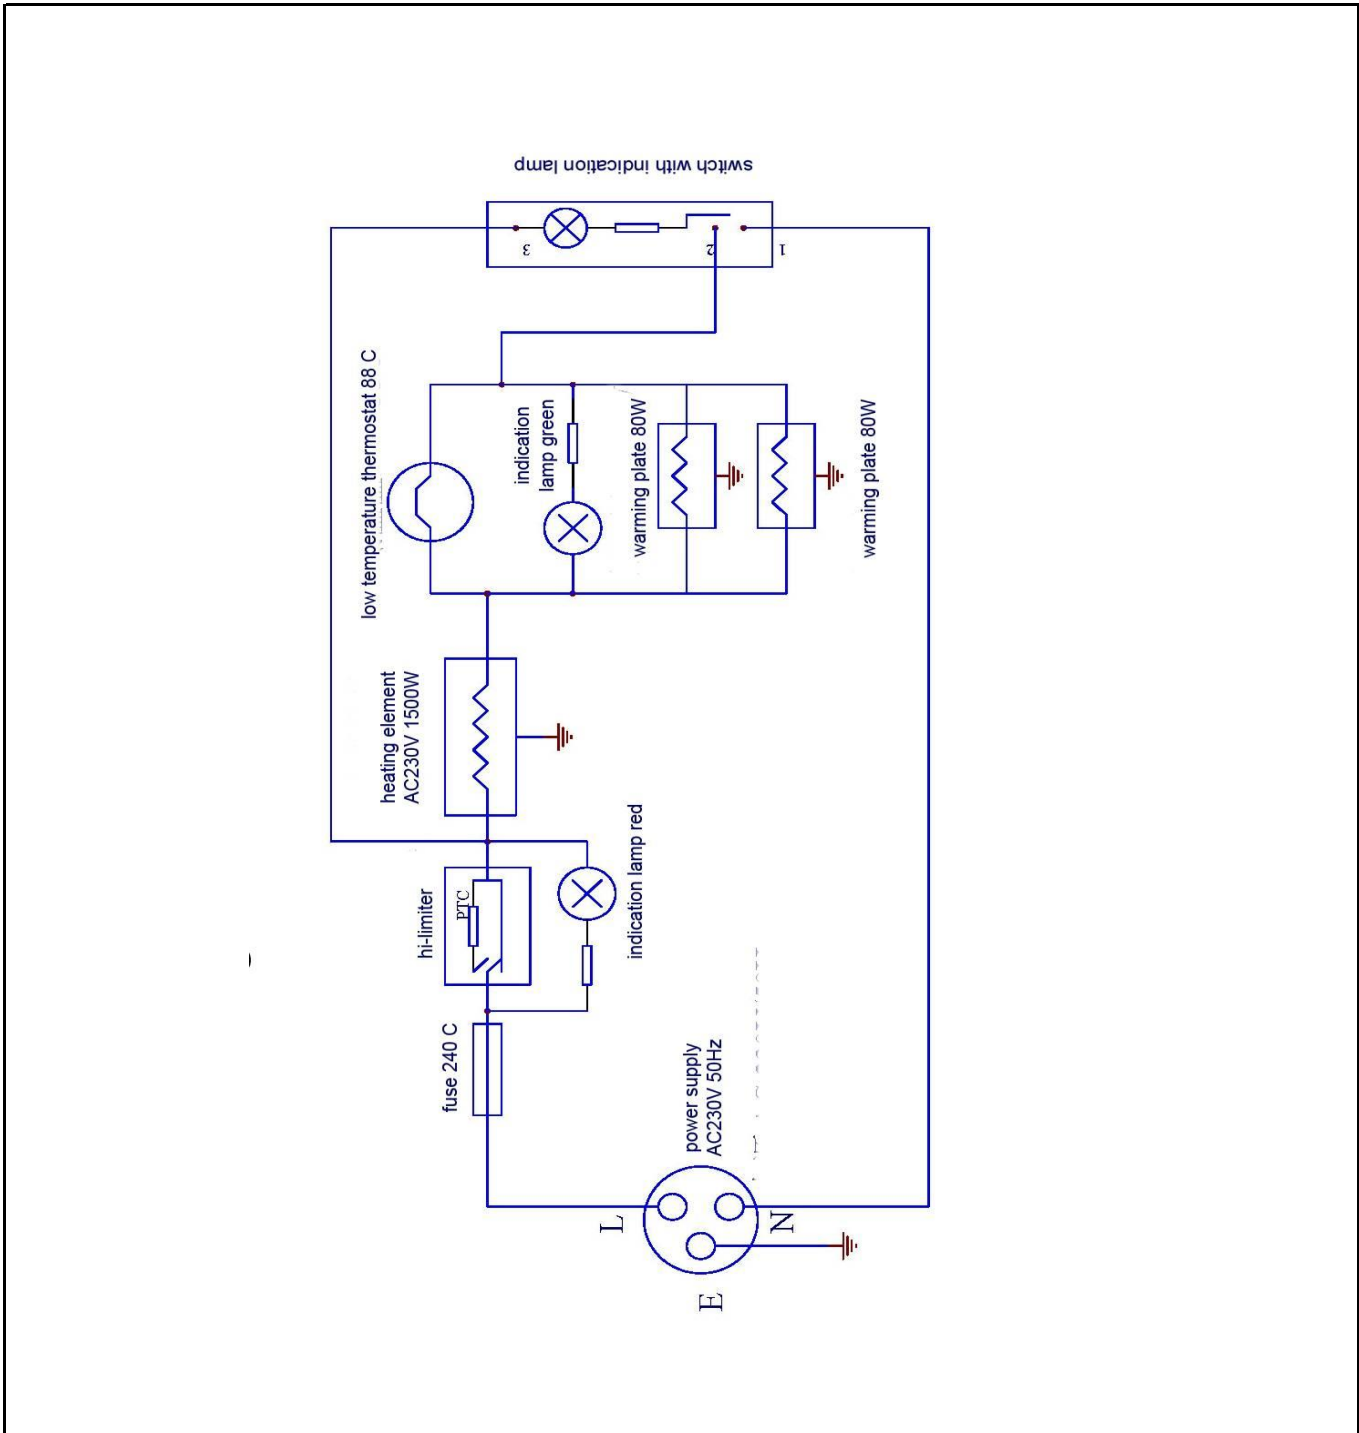 switch with indication lamp
3
2
1
low temperature thermostat 88 C
indication
lamp green
warming plate 80W
warming plate 80W
heating element
AC230V 1500W
hi-limiter
PTC
indication lamp red
fuse 240 C
power supply
AC230V 50Hz
L
N
E